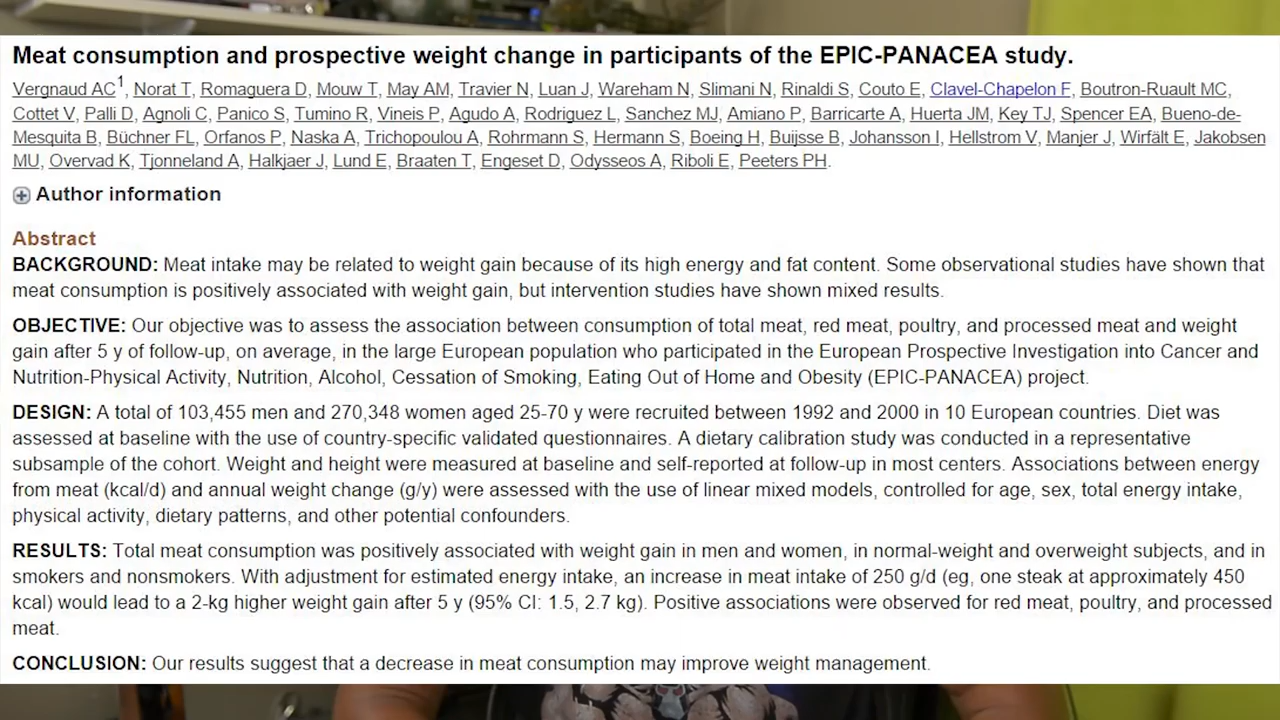 Meat consumption and prospective weight change in participants of the EPIC-PANACEA study.
Vergnaud AC1, Norat T, Romaguera D, Mouw T, May AM, Travier N, Luan J, Wareham N, Slimani N, Rinaldi S, Couto E, Clavel-Chapelon F, Boutron-Ruault MC,
Cottet V, Palli D, Agnoli C, Panico S, Tumino R, Vineis P, Agudo A, Rodriguez L, Sanchez MJ, Amiano P, Barricarte A, Huerta JM, Key TJ, Spencer EA, Bueno-de-
Mesquita B, Büchner FL, Orfanos P, Naska A, Trichopoulou A, Rohrmann S, Hermann S, Boeing H, Buijsse B, Johansson I, Hellstrom V, Manjer J, Wirfält E, Jakobsen
MU, Overvad K, Tjonneland A, Halkjaer J, Lund E, Braaten T, Engeset D, Odysseos A, Riboli E, Peeters PH.
Author information
Abstract
BACKGROUND: Meat intake may be related to weight gain because of its high energy and fat content. Some observational studies have shown that
meat consumption is positively associated with weight gain, but intervention studies have shown mixed results.
OBJECTIVE: Our objective was to assess the association between consumption of total meat, red meat, poultry, and processed meat and weight
gain after 5 y of follow-up, on average, in the large European population who participated in the European Prospective Investigation into Cancer and
Nutrition-Physical Activity, Nutrition, Alcohol, Cessation of Smoking, Eating Out of Home and Obesity (EPIC-PANACEA) project.
DESIGN: A total of 103,455 men and 270,348 women aged 25-70 y were recruited between 1992 and 2000 in 10 European countries. Diet was
assessed at baseline with the use of country-specific validated questionnaires. A dietary calibration study was conducted in a representative
subsample of the cohort. Weight and height were measured at baseline and self-reported at follow-up in most centers. Associations between energy
from meat (kcal/d) and annual weight change (g/y) were assessed with the use of linear mixed models, controlled for age, sex, total energy intake,
physical activity, dietary patterns, and other potential confounders.
RESULTS: Total meat consumption was positively associated with weight gain in men and women, in normal-weight and overweight subjects, and in
smokers and nonsmokers. With adjustment for estimated energy intake, an increase in meat intake of 250 g/d (eg, one steak at approximately 450
kcal) would lead to a 2-kg higher weight gain after 5 y (95% CI: 1.5, 2.7 kg). Positive associations were observed for red meat, poultry, and processed
meat.
CONCLUSION: Our results suggest that a decrease in meat consumption may improve weight management.